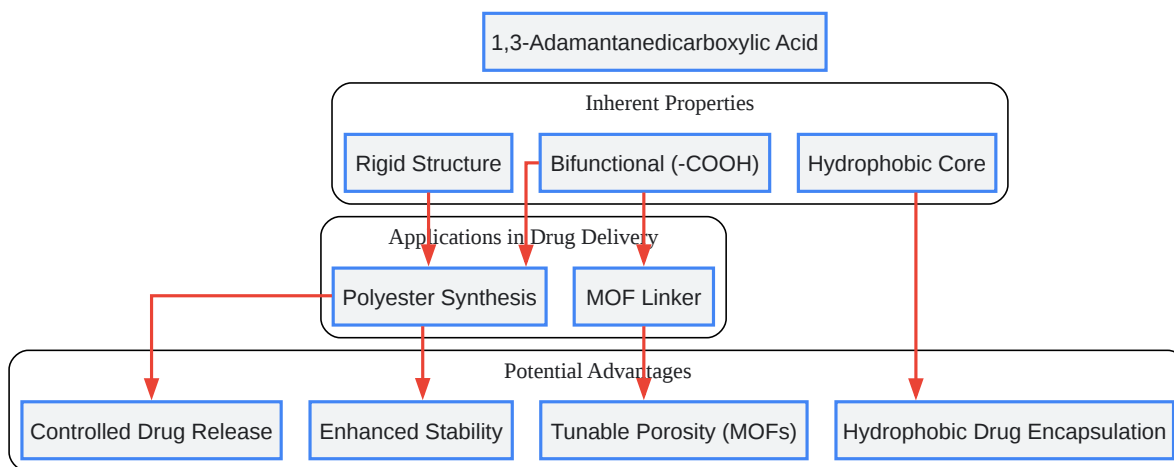 1,3-Adamantanedicarboxylic Acid
Inherent Properties
Rigid Structure
Bifunctional (-COOH)
Hydrophobic Core
Applications in Drug Delivery
Polyester Synthesis
MOF Linker
Potential Advantages
Controlled Drug Release
Enhanced Stability
Tunable Porosity (MOFs)
Hydrophobic Drug Encapsulation